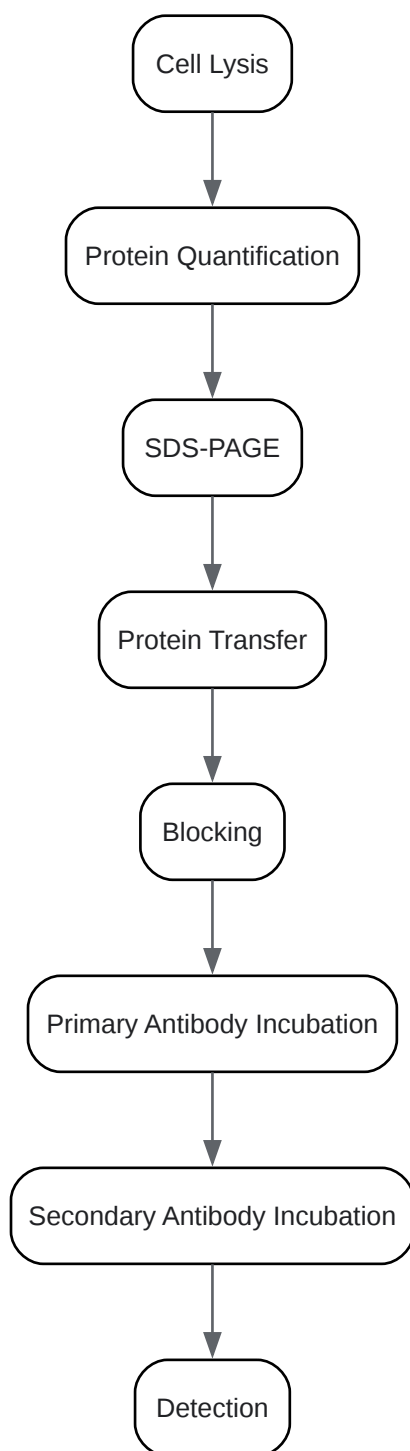 Cell Lysis
Protein Quantification
SDS-PAGE
Protein Transfer
Blocking
Primary Antibody Incubation
Secondary Antibody Incubation
Detection